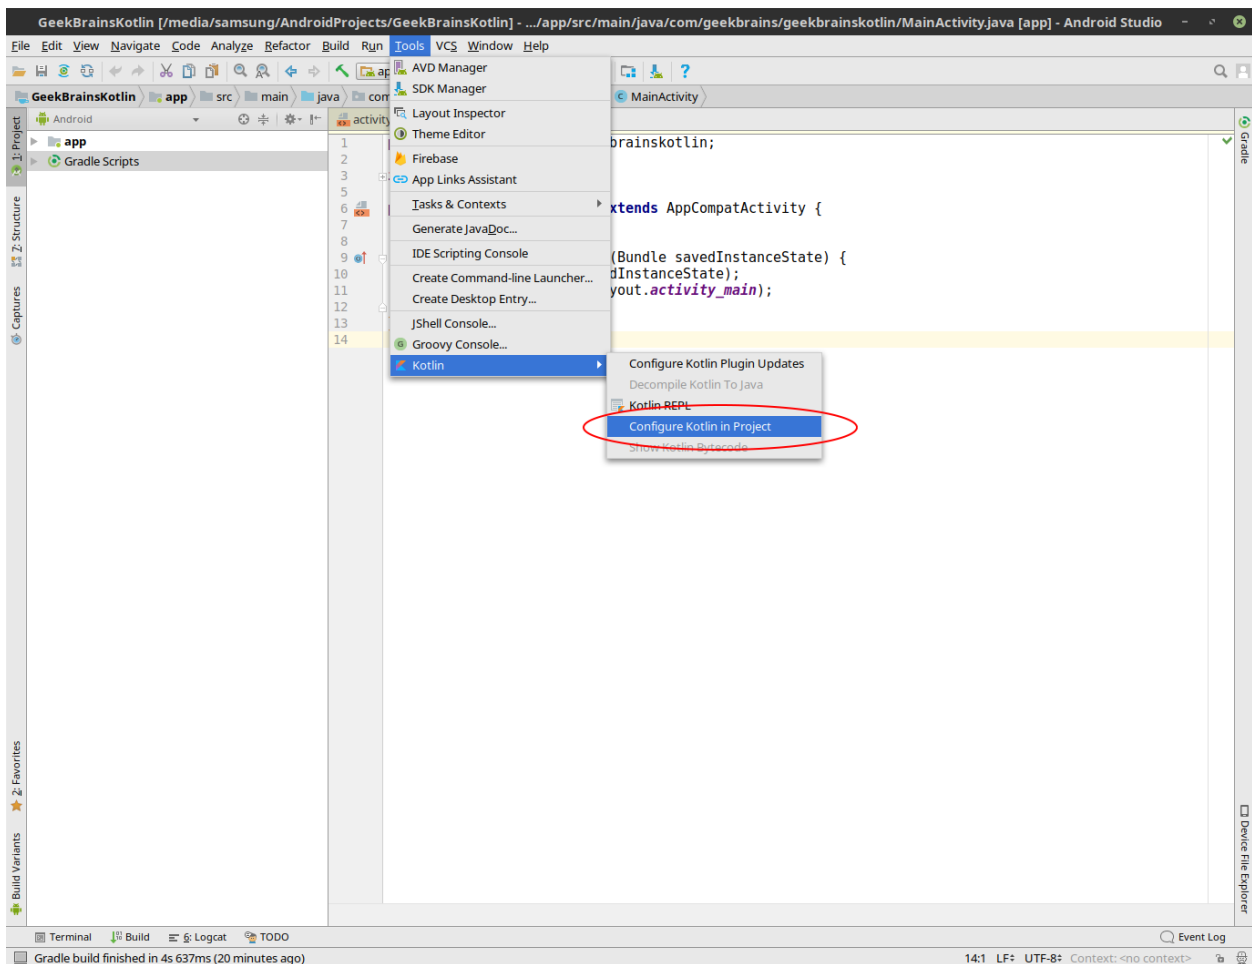 GeekBrainsKotlin [/media/samsung/AndroidProjects/GeekBrainsKotlin] - .../app/src/main/java/com/geekbrains/geekbrainskotlin/MainActivity.java [app] - Android Studio
File Edit View Navigate Code Analyze Refactor Build Run Tools VCS Window Help
ap
GeekBrainsKotlin app src main java com MainActivity
Android
activity
app
Gradle Scripts
AVD Manager
SDK Manager
Layout Inspector
Theme Editor
Firebase
App Links Assistant
Tasks & Contexts
Generate JavaDoc...
IDE Scripting Console
Create Command-line Launcher...
Create Desktop Entry...
JShell Console...
Groovy Console...
Kotlin
Configure Kotlin Plugin Updates
Decompile Kotlin To Java
Kotlin REPL
Configure Kotlin in Project
Show Kotlin Bytecode
1 brainskotlin;
2
3
5
6 xtends AppCompatActivity {
7
8
9 (Bundle savedInstanceState) {
10 dInstanceState);
11 yout.activity_main);
12
13
14
1: Project
7: Structure
Captures
2: Favorites
Build Variants
Gradle
Device File Explorer
Terminal Build 6: Logcat TODO Event Log
Gradle build finished in 4s 637ms (20 minutes ago) 14:1 LF UTF-8 Context: <no context>